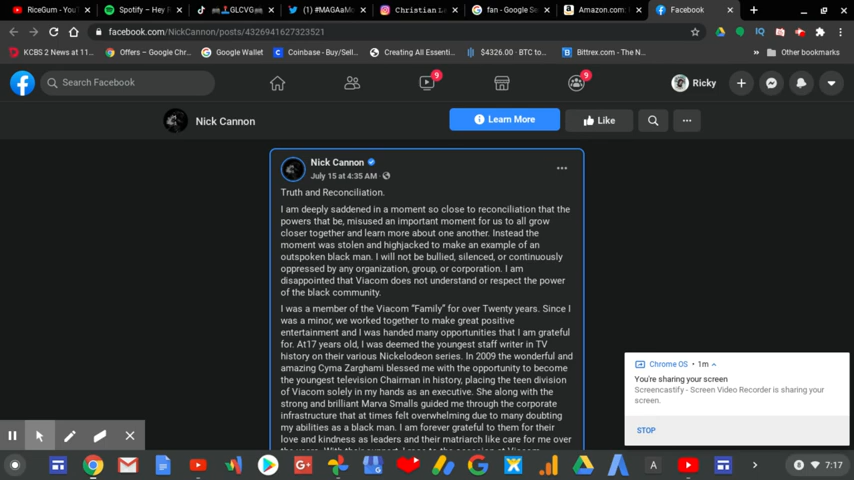 RiceGum - You
Spotify – Hey F
GLCVG
(1) #MAGAaMo
Christian La
fan - Google Se
Amazon.com:
Facebook
facebook.com/NickCannon/posts/4326941627323521
KCBS 2 News at 11...
Offers – Google Chr...
Google Wallet
Coinbase - Buy/Sell...
Creating All Essenti...
$4326.00 - BTC to...
Bittrex.com - The N...
»
Other bookmarks
Search Facebook
9
9
Ricky
Nick Cannon
Learn More
Like
Nick Cannon
July 15 at 4:35 AM ·
Truth and Reconciliation.
I am deeply saddened in a moment so close to reconciliation that the
powers that be, misused an important moment for us to all grow
closer together and learn more about one another. Instead the
moment was stolen and highjacked to make an example of an
outspoken black man. I will not be bullied, silenced, or continuously
oppressed by any organization, group, or corporation. I am
disappointed that Viacom does not understand or respect the power
of the black community.
I was a member of the Viacom “Family” for over Twenty years. Since I
was a minor, we worked together to make great positive
entertainment and I was handed many opportunities that I am grateful
for. At17 years old, I was deemed the youngest staff writer in TV
history on their various Nickelodeon series. In 2009 the wonderful and
amazing Cyma Zarghami blessed me with the opportunity to become
the youngest television Chairman in history, placing the teen division
of Viacom solely in my hands as an executive. She along with the
strong and brilliant Marva Smalls guided me through the corporate
infrastructure that at times felt overwhelming due to many doubting
my abilities as a black man. I am forever grateful to them for their
love and kindness as leaders and their matriarch like care for me over
Chrome OS · 1m
You're sharing your screen
Screencastify - Screen Video Recorder is sharing your
screen.
STOP
7:17